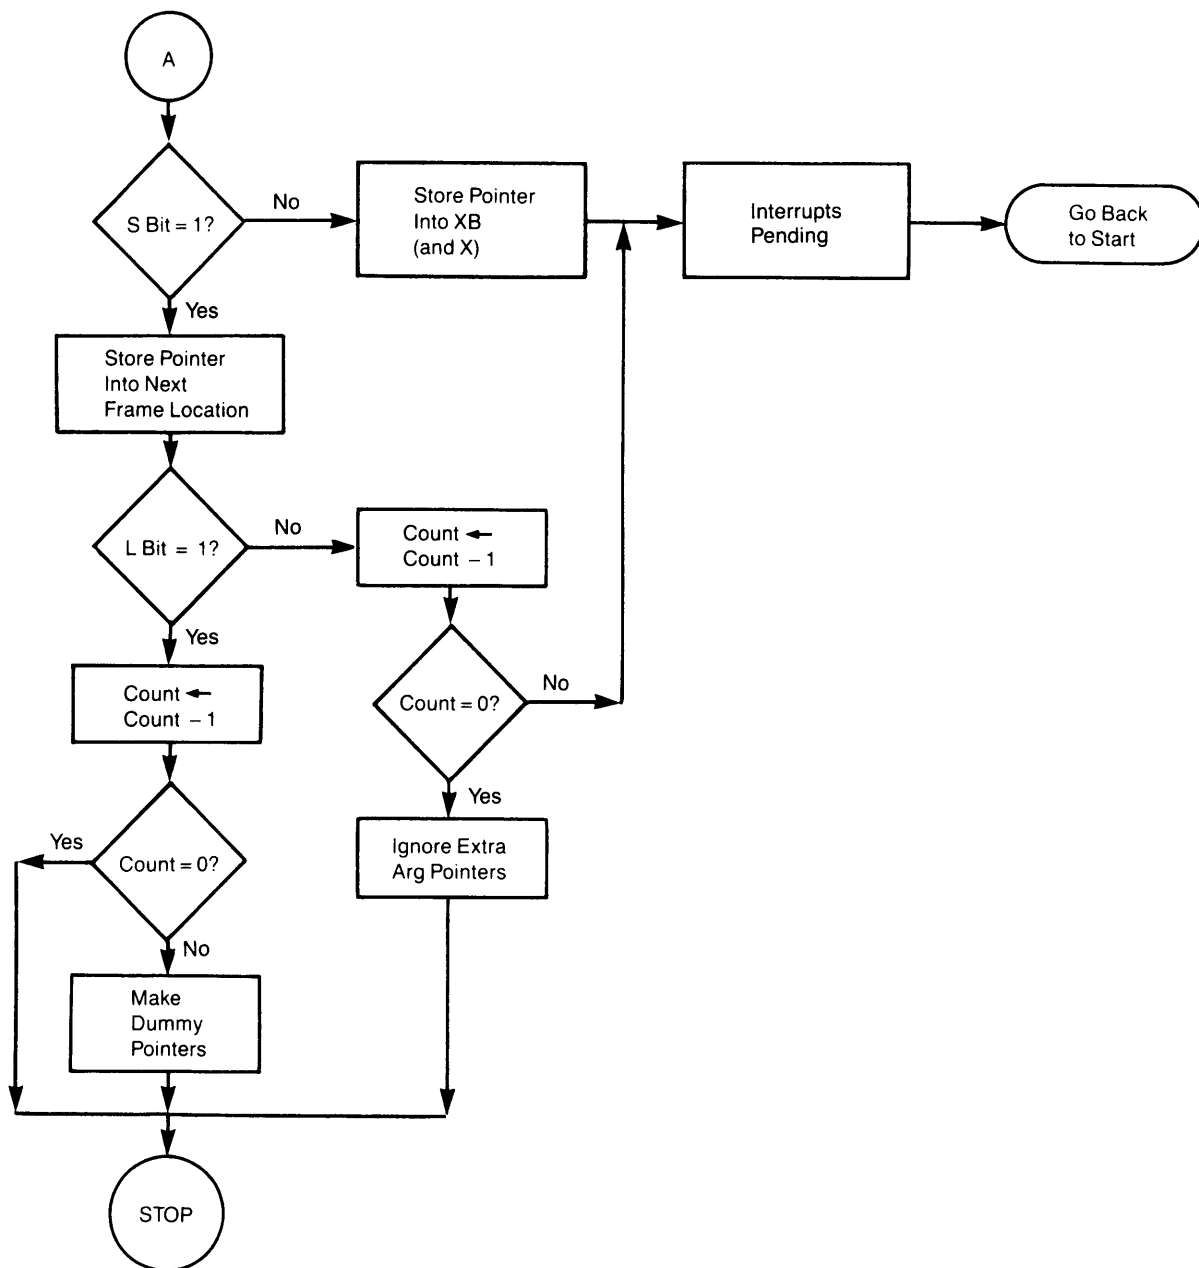 A
S Bit = 1?
No
Store Pointer
Into XB
(and X)
Interrupts
Pending
Go Back
to Start
Yes
Store Pointer
Into Next
Frame Location
L Bit = 1?
No
Count ←
Count – 1
Yes
Count ←
Count – 1
Count = 0?
No
Yes
Ignore Extra
Arg Pointers
Yes
Count = 0?
No
Make
Dummy
Pointers
STOP